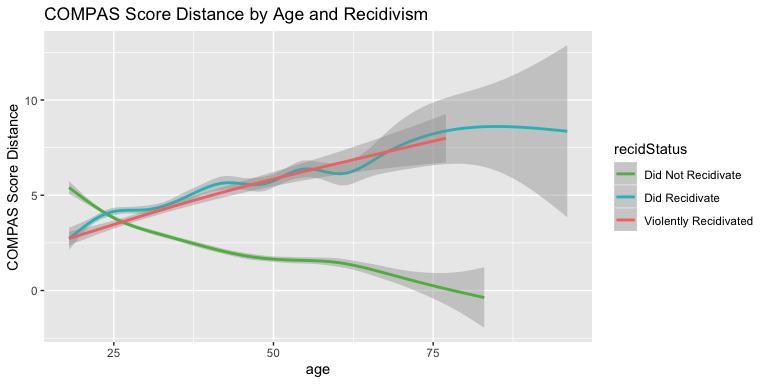 COMPAS Score Distance by Age and Recidivism
10
5
0
COMPAS Score Distance
25
50
75
age
recidStatus
Did Not Recidivate
Did Recidivate
Violently Recidivated